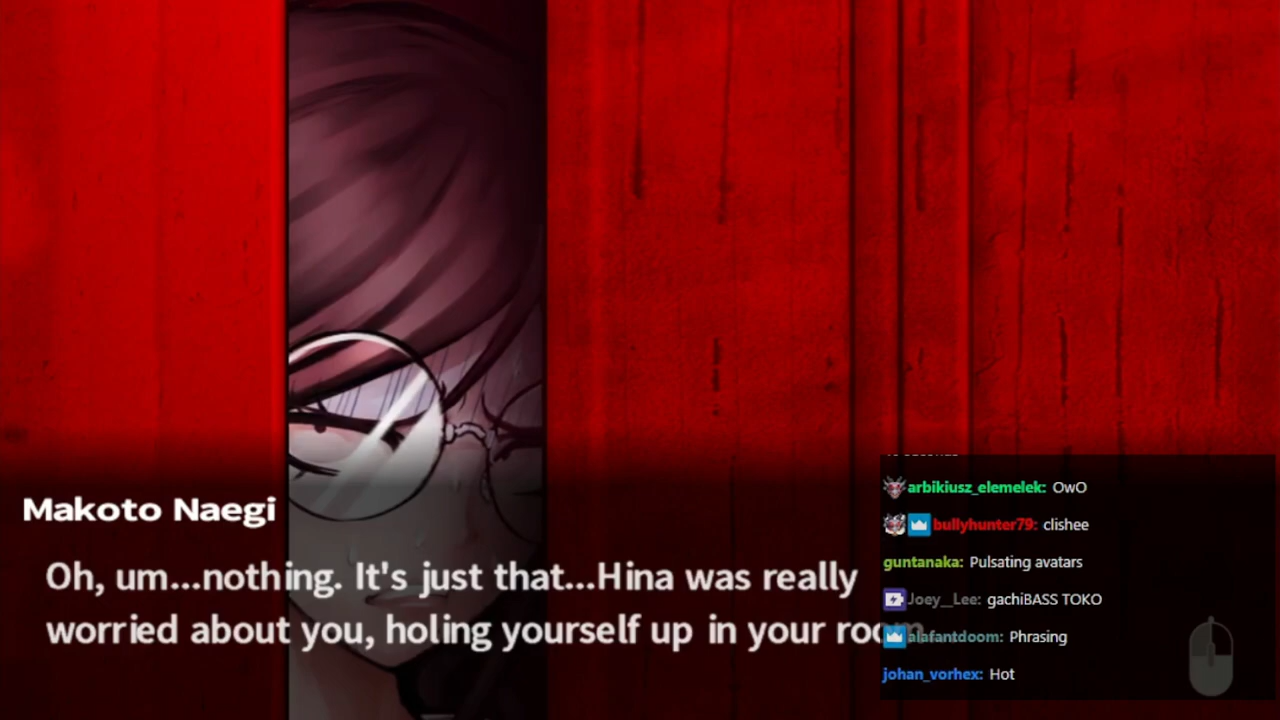 Makoto Naegi
Oh, um...nothing. It's just that...Hina was really
worried about you, holing yourself up in your room
arbikiusz_elemelek: OwO
bullyhunter79: clishee
guntanaka: Pulsating avatars
Joey__Lee: gachiBASS TOKO
alafantdoom: Phrasing
johan_vorhex: Hot